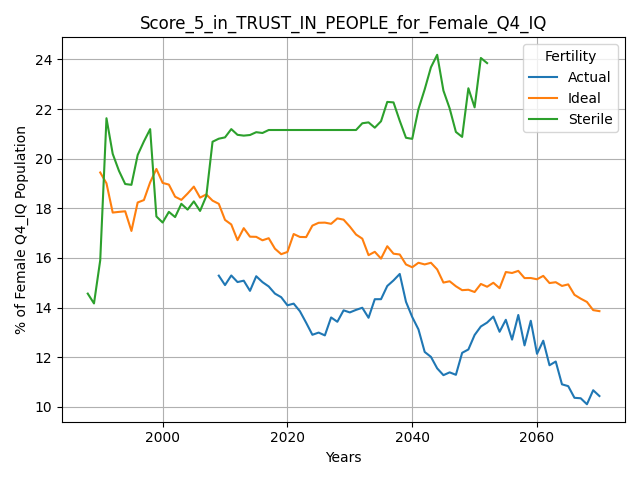 Score_5_in_TRUST_IN_PEOPLE_for_Female_Q4_IQ
% of Female Q4_IQ Population
24
22
20
18
16
14
12
10
Fertility
Actual
Ideal
Sterile
2000 2020 2040 2060
Years